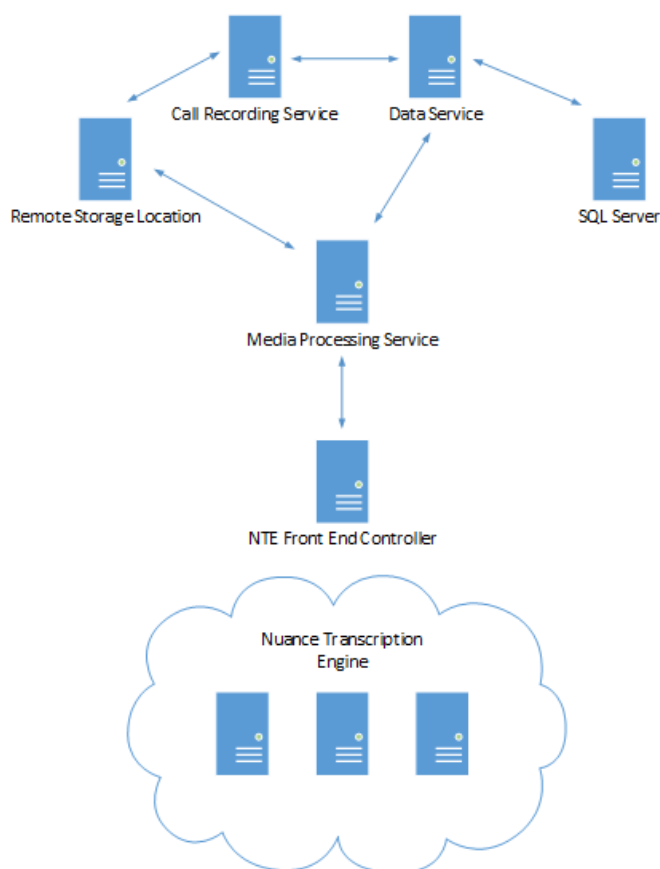 Call Recording Service
Data Service
Remote Storage Location
SQL Server
Media Processing Service
NTE Front End Controller
Nuance Transcription
Engine